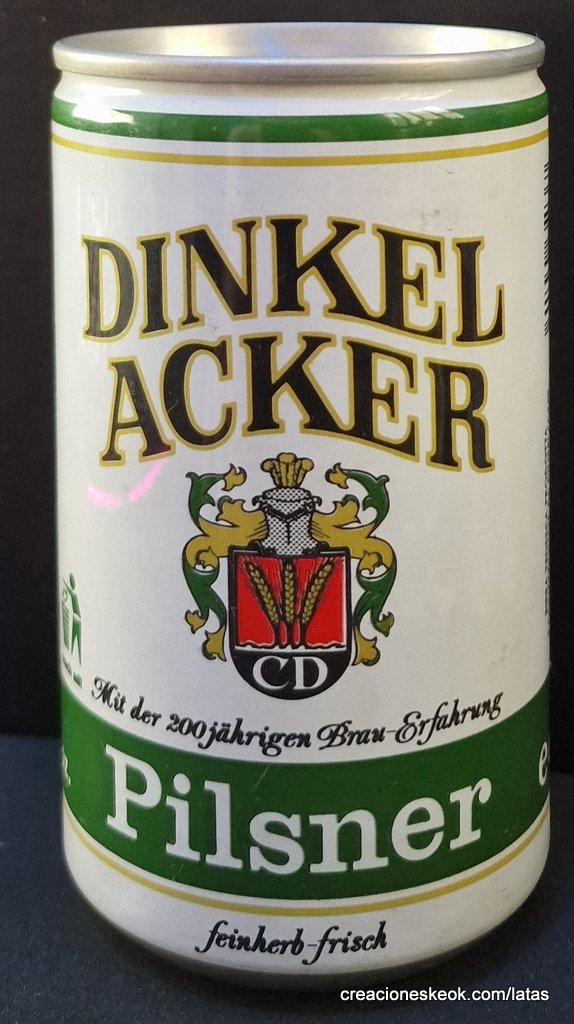 DINKEL
ACKER
CD
Mit der 200jährigen Brau-Erfahrung
Pilsner
e
feinherb-frisch
creacioneskeok.com/latas